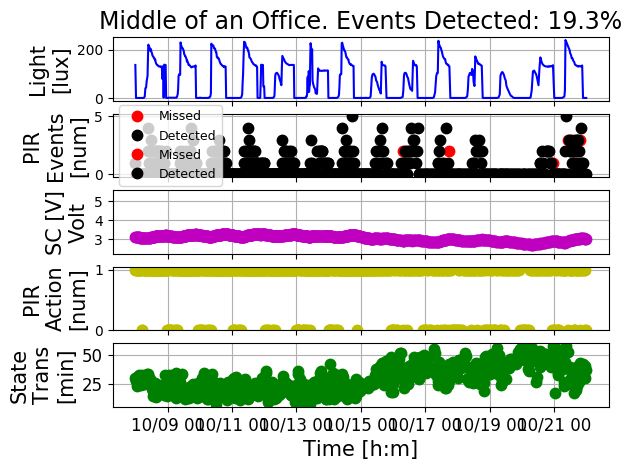 Middle of an Office. Events Detected: 19.3%
Light
[lux]
200
0
PIR
Events
[num]
5
0
Missed
Detected
Missed
Detected
SC [V]
Volt
5
4
3
PIR
Action
[num]
1
0
State
Trans
[min]
50
25
10/09 00 10/11 00 10/13 00 10/15 00 10/17 00 10/19 00 10/21 00
Time [h:m]